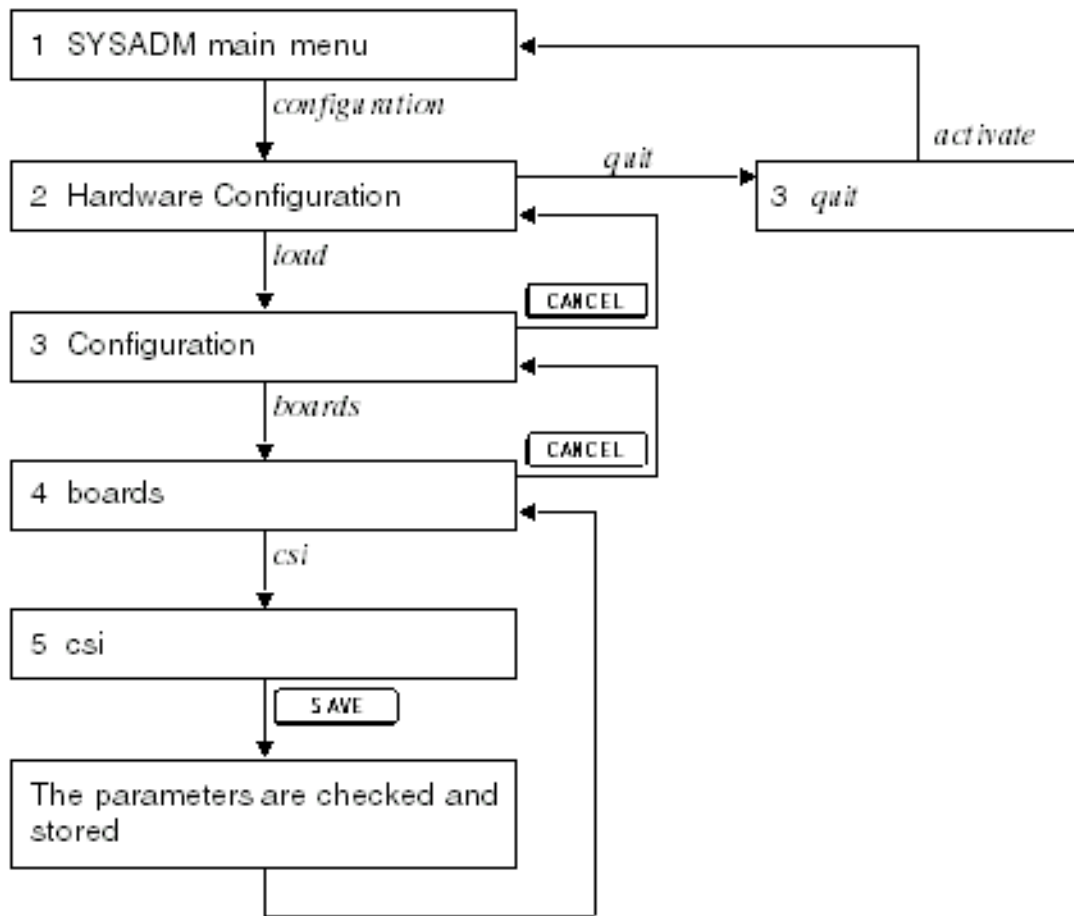 1 SYSADM main menu
configuration
activate
quit
2 Hardware Configuration
3 quit
load
CANCEL
3 Configuration
boards
CANCEL
4 boards
csi
5 csi
SAVE
The parameters are checked and
stored